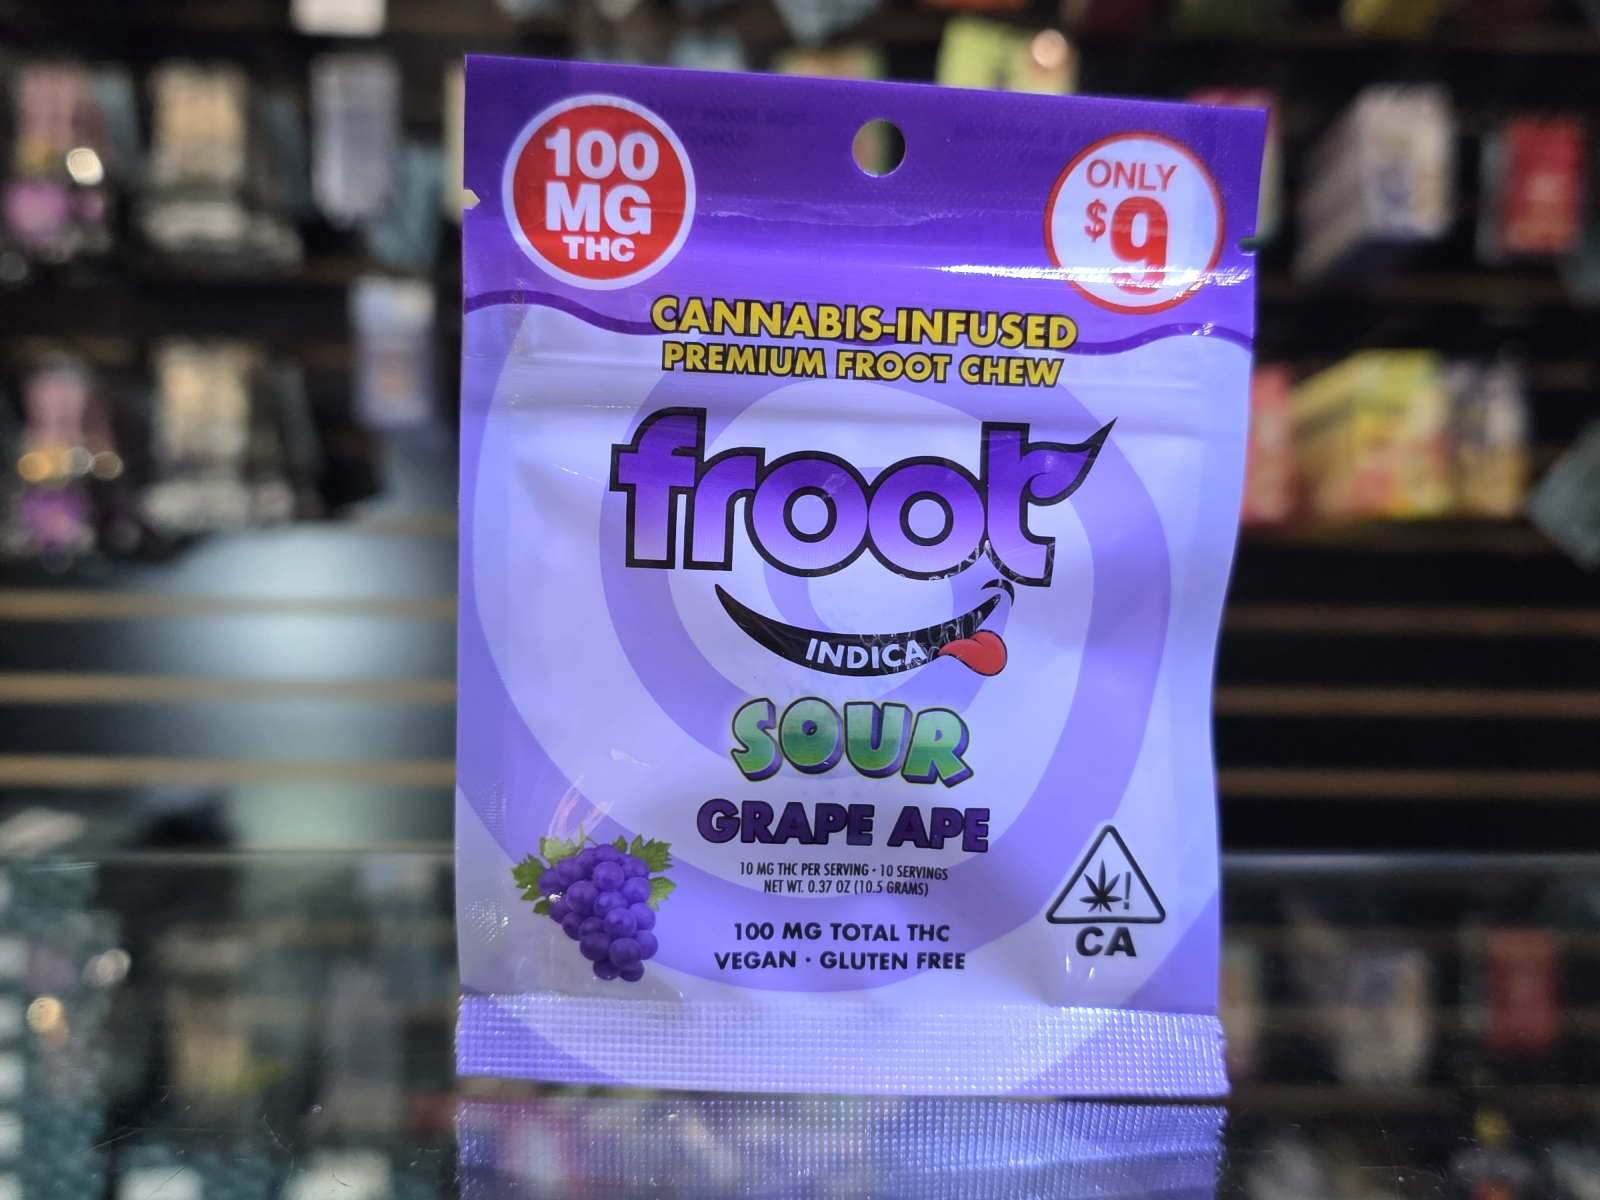 100
MG
THC
ONLY
$9
CANNABIS-INFUSED
PREMIUM FROOT CHEW
froot
INDICA
SOUR
GRAPE APE
10 MG THC PER SERVING • 10 SERVINGS
NET WT. 0.37 OZ (10.5 GRAMS)
100 MG TOTAL THC
VEGAN • GLUTEN FREE
!
CA